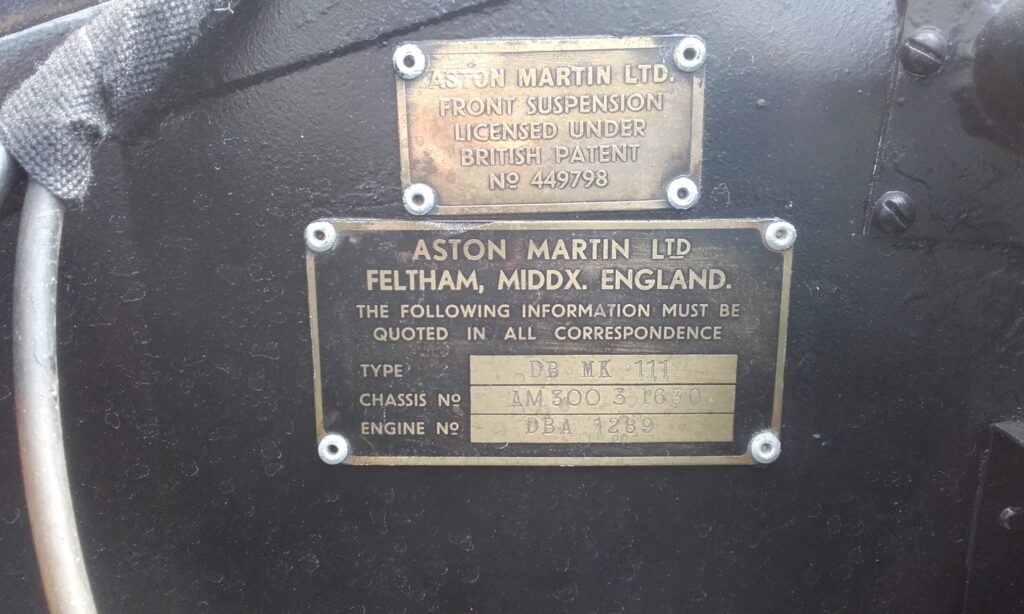 ASTON MARTIN LTD.
FRONT SUSPENSION
LICENSED UNDER
BRITISH PATENT
Nº 449798
ASTON MARTIN LTD
FELTHAM, MIDDX. ENGLAND.
THE FOLLOWING INFORMATION MUST BE
QUOTED IN ALL CORRESPONDENCE
TYPE DB MK 111
CHASSIS Nº AM300 3 1630
ENGINE Nº DBA 1289